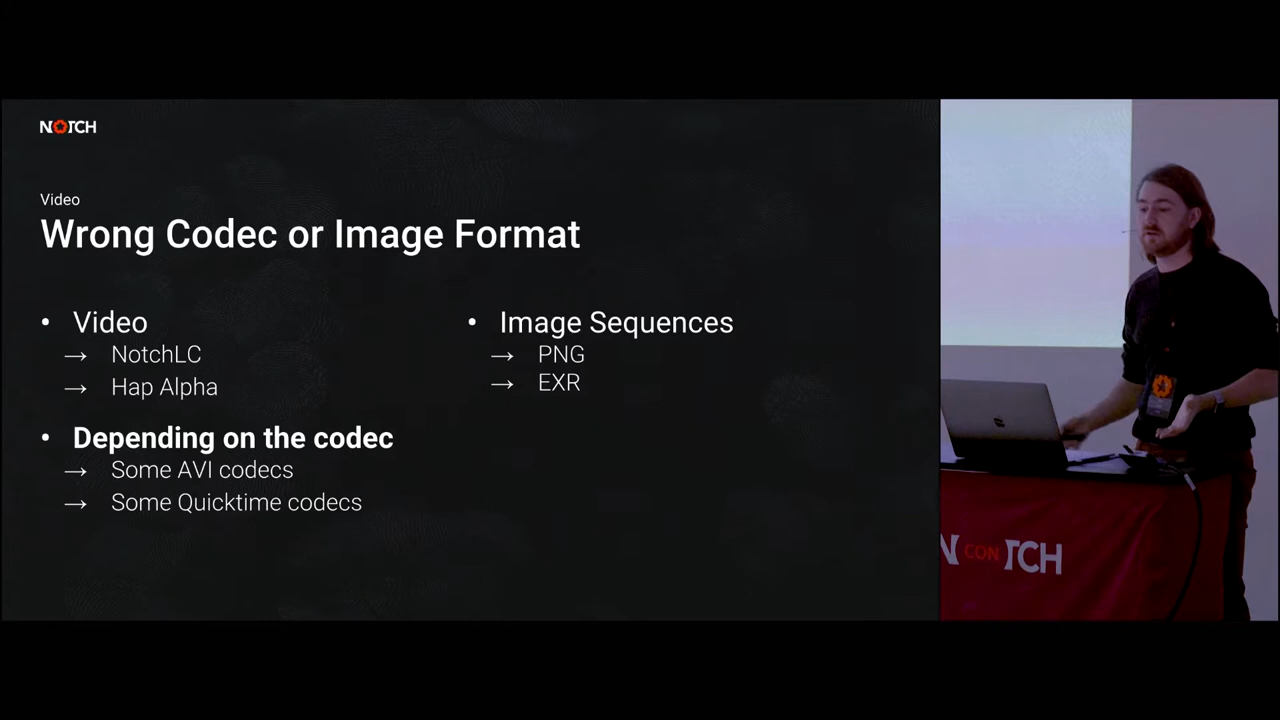 NOTCH
Video
Wrong Codec or Image Format
• Video
→ NotchLC
→ Hap Alpha
• Depending on the codec
→ Some AVI codecs
→ Some Quicktime codecs
• Image Sequences
→ PNG
→ EXR
N CON TCH